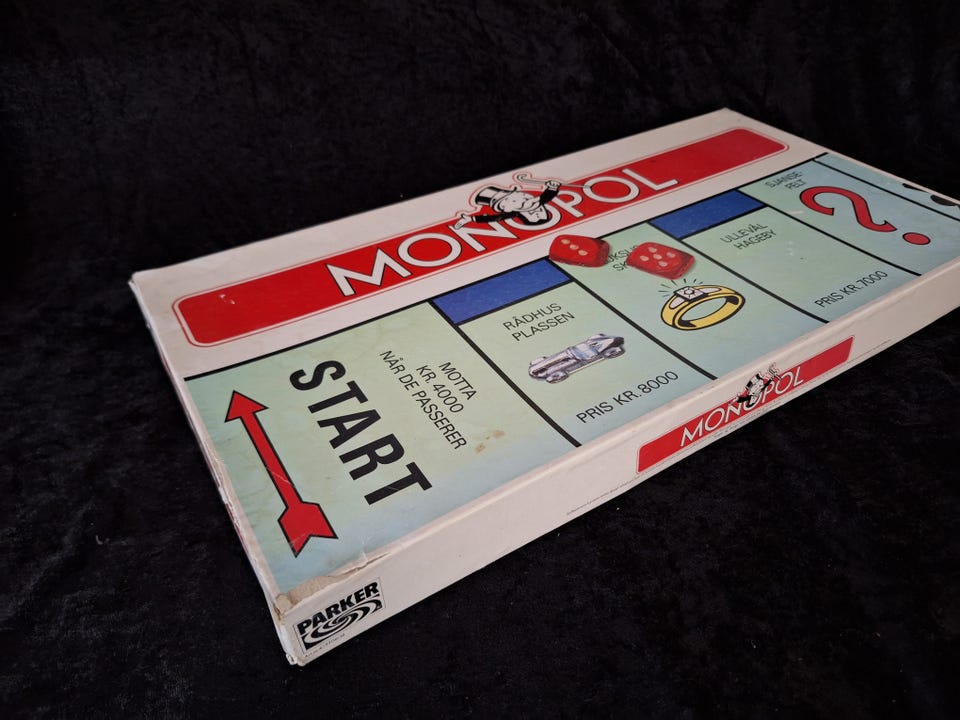 MONOPOL
START
MOTTA
KR. 4000
NÅR DE PASSERER
RÅDHUS
PLASSEN
PRIS KR. 8000
ULLEVÅL
HAGEBY
PRIS KR. 7000
SJANSE-
FELT
?
MONOPOL
PARKER